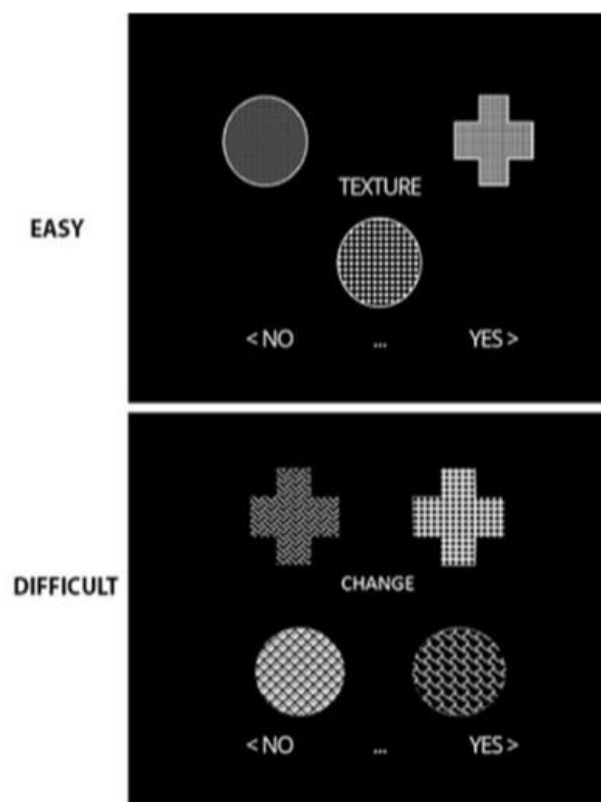 EASY
TEXTURE
< NO ... YES >
DIFFICULT
CHANGE
< NO ... YES >